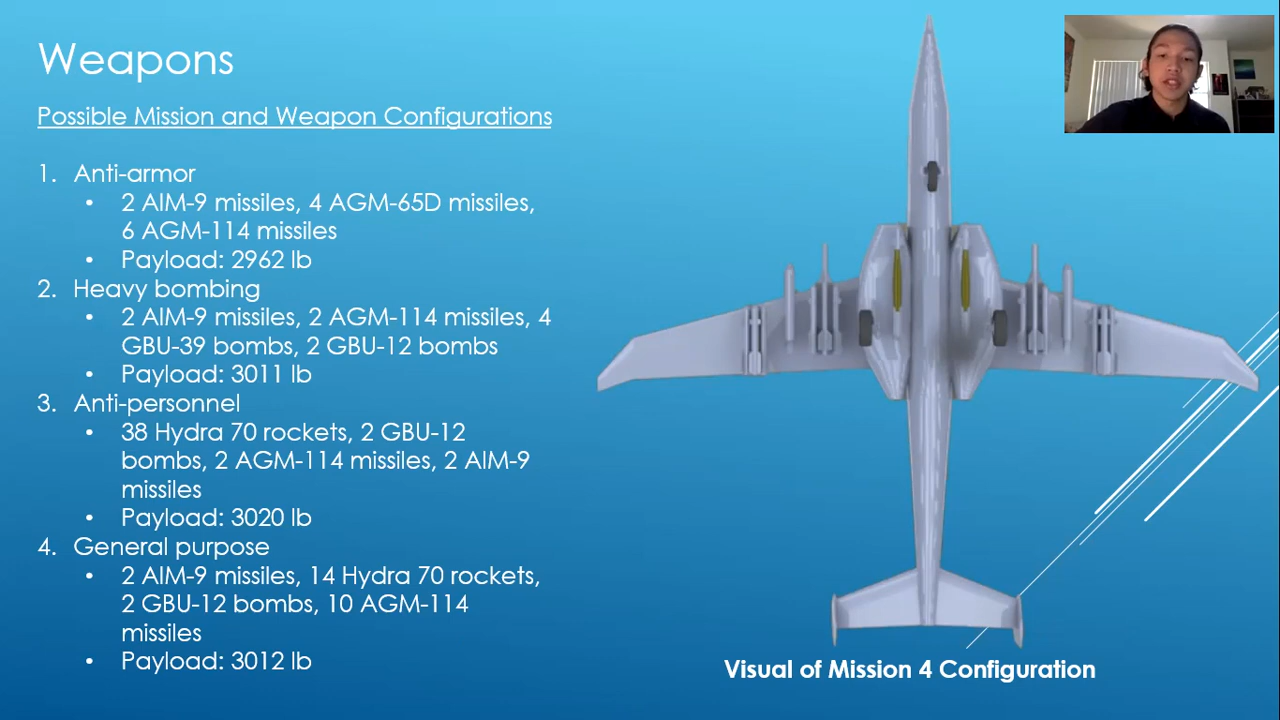 Weapons
Possible Mission and Weapon Configurations
1. Anti-armor
• 2 AIM-9 missiles, 4 AGM-65D missiles,
6 AGM-114 missiles
• Payload: 2962 lb
2. Heavy bombing
• 2 AIM-9 missiles, 2 AGM-114 missiles, 4
GBU-39 bombs, 2 GBU-12 bombs
• Payload: 3011 lb
3. Anti-personnel
• 38 Hydra 70 rockets, 2 GBU-12
bombs, 2 AGM-114 missiles, 2 AIM-9
missiles
• Payload: 3020 lb
4. General purpose
• 2 AIM-9 missiles, 14 Hydra 70 rockets,
2 GBU-12 bombs, 10 AGM-114
missiles
• Payload: 3012 lb
Visual of Mission 4 Configuration